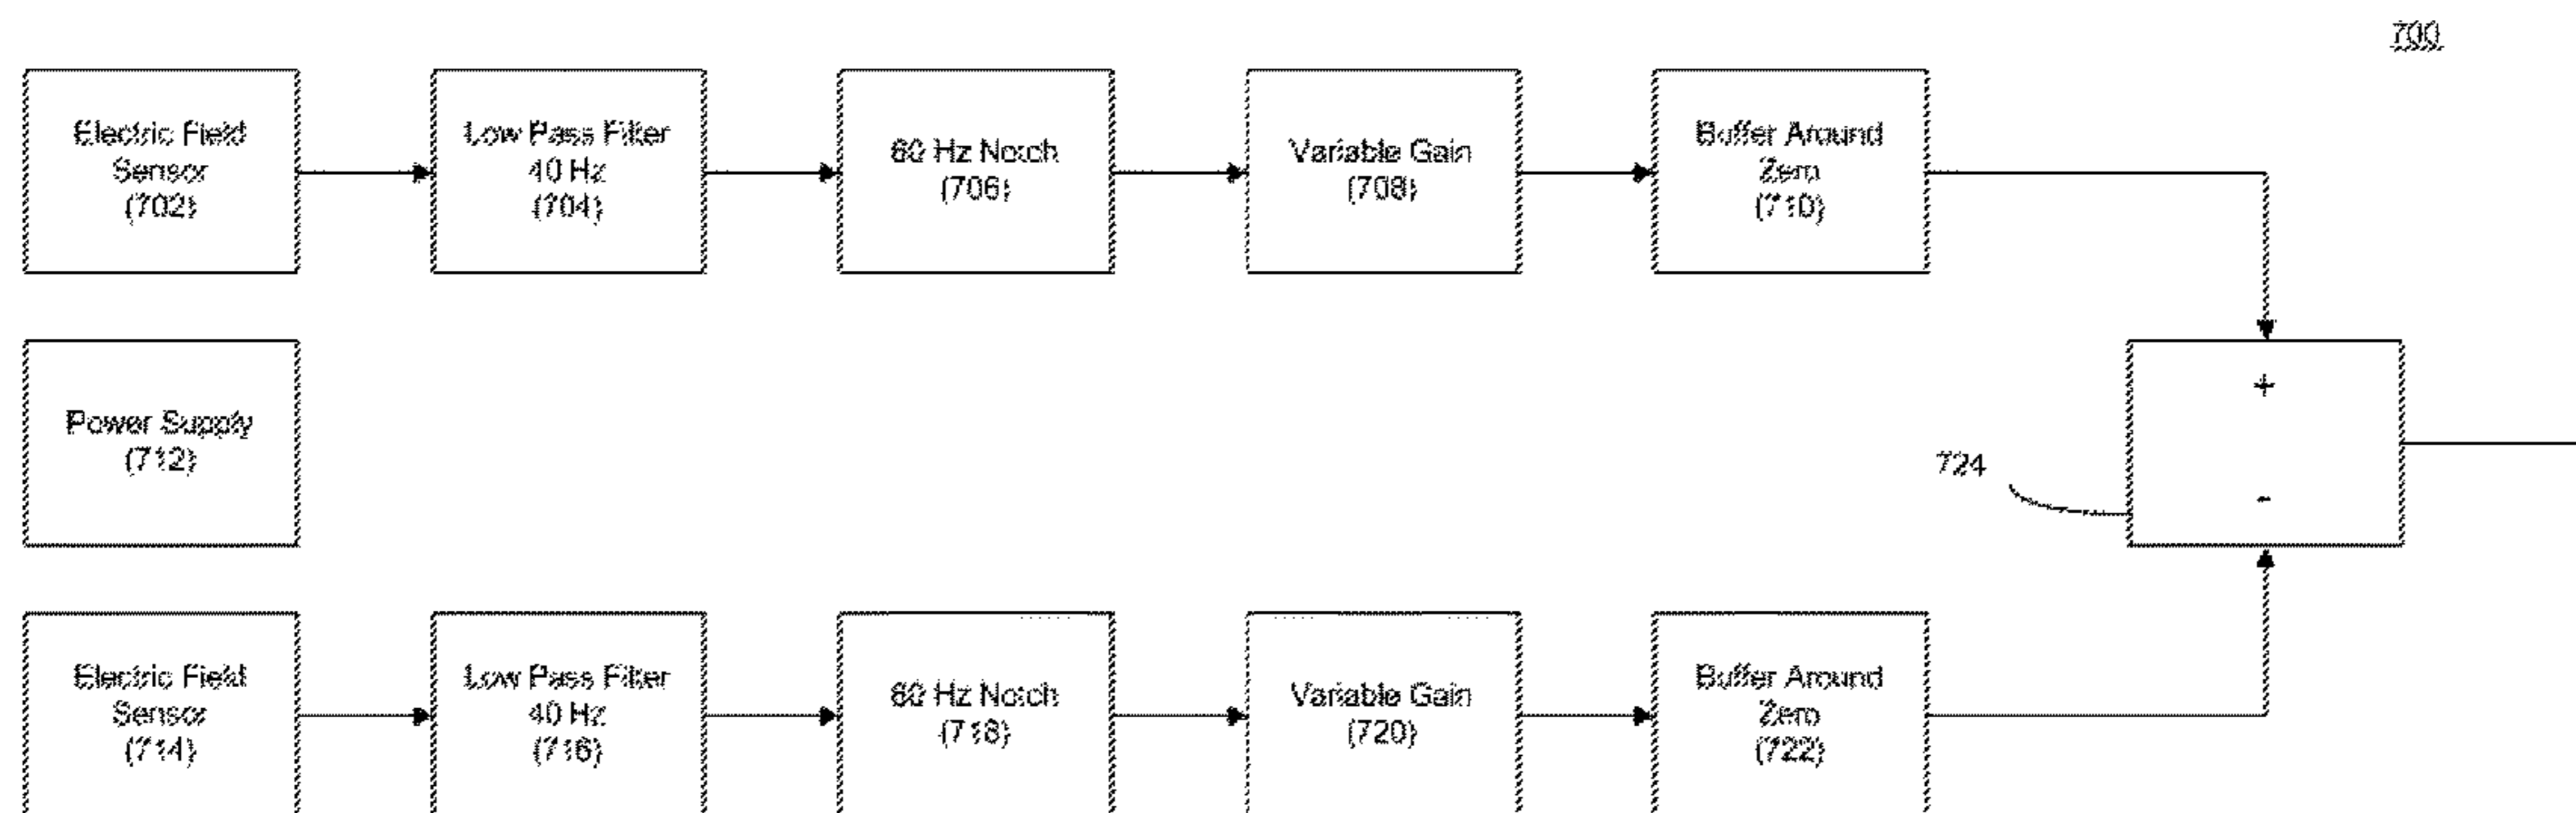 700
Electric Field
Sensor
(702)
Low Pass Filter
40 Hz
(704)
60 Hz Notch
(706)
Variable Gain
(708)
Buffer Around
Zero
(710)
Power Supply
(712)
+
-
724
Electric Field
Sensor
(714)
Low Pass Filter
40 Hz
(716)
60 Hz Notch
(718)
Variable Gain
(720)
Buffer Around
Zero
(722)